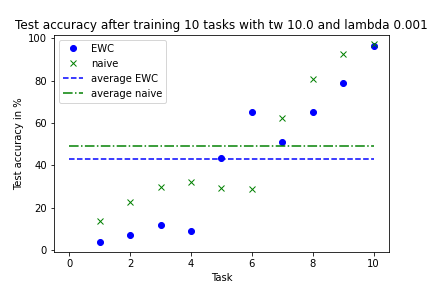 Test accuracy after training 10 tasks with tw 10.0 and lambda 0.001
EWC
naive
average EWC
average naive
Test accuracy in %
100
80
60
40
20
0
0 2 4 6 8 10
Task